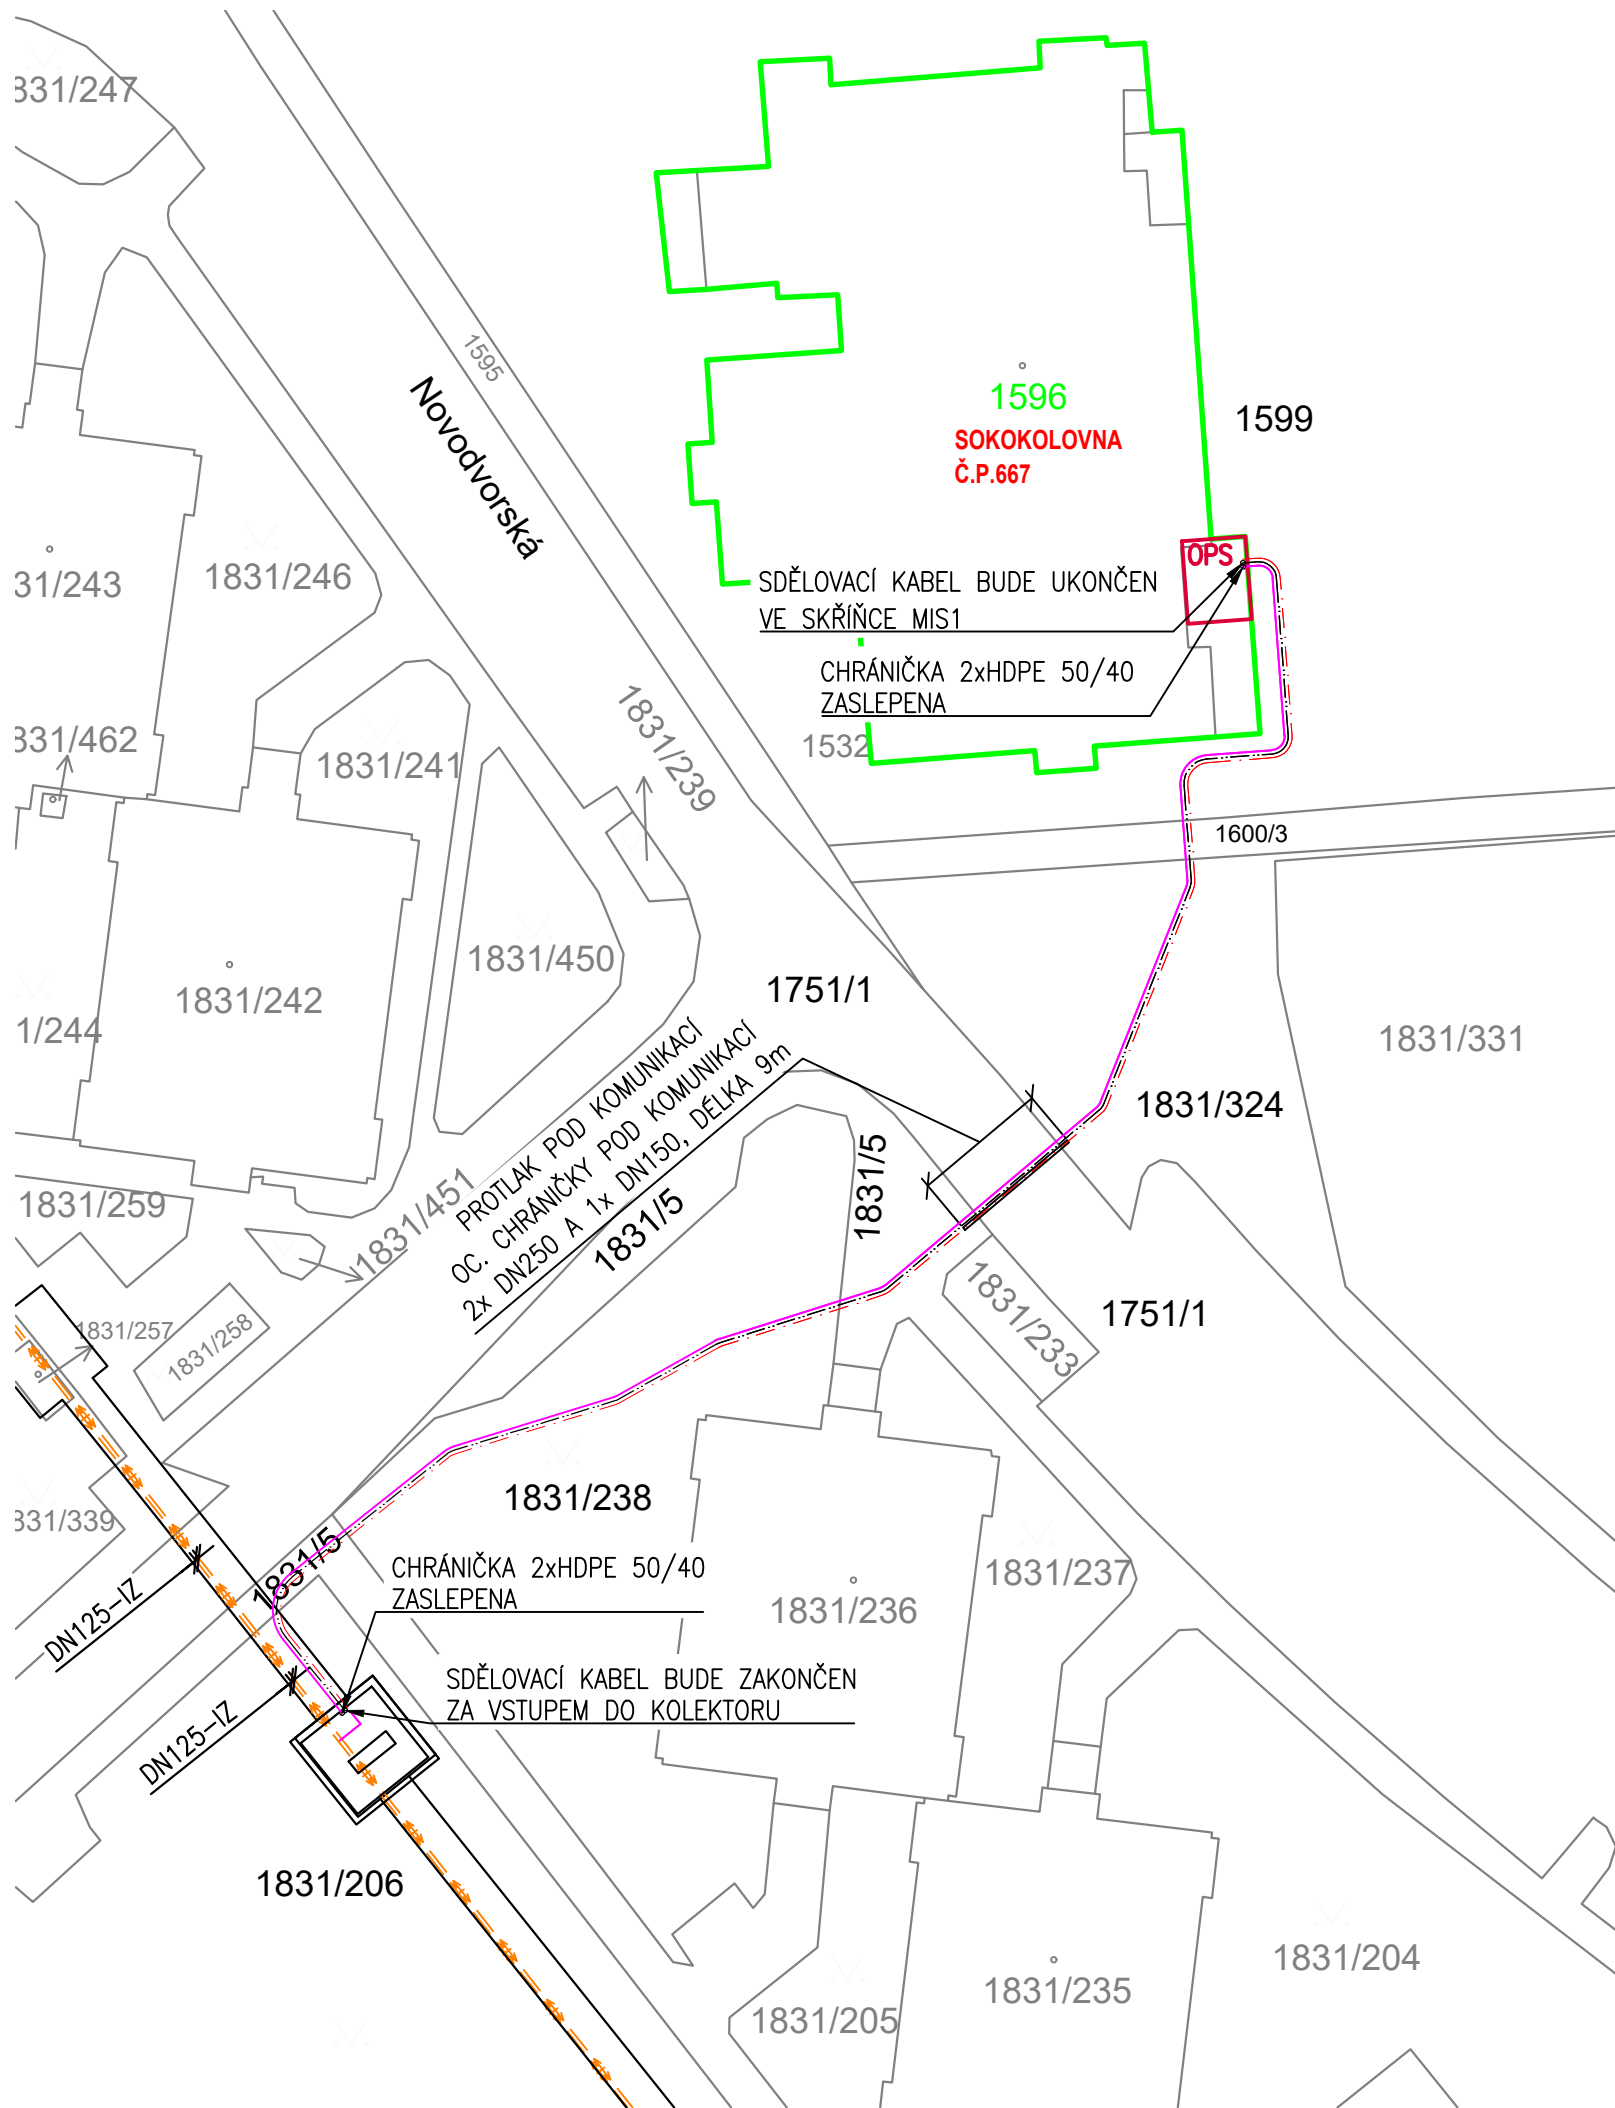 831/247
1595
Novodvorská
1596
SOKOKOLOVNA
Č.P.667
1599
OPS
31/243
1831/246
SDĚLOVACÍ KABEL BUDE UKONČEN
VE SKŘÍŇCE MIS1
CHRÁNIČKA 2xHDPE 50/40
ZASLEPENA
1532
831/462
1831/241
1831/239
1600/3
1831/450
1831/242
1/244
1751/1
1831/331
1831/324
PROTLAK POD KOMUNIKACÍ
OC. CHRÁNIČKY POD KOMUNIKACÍ
2x DN250 A 1x DN150, DÉLKA 9m
1831/5
1831/5
1831/259
1831/451
1831/233
1751/1
1831/257
1831/258
1831/238
831/339
1831/5
CHRÁNIČKA 2xHDPE 50/40
ZASLEPENA
1831/237
1831/236
DN125-IZ
SDĚLOVACÍ KABEL BUDE ZAKONČEN
ZA VSTUPEM DO KOLEKTORU
DN125-IZ
1831/206
1831/204
1831/235
1831/205